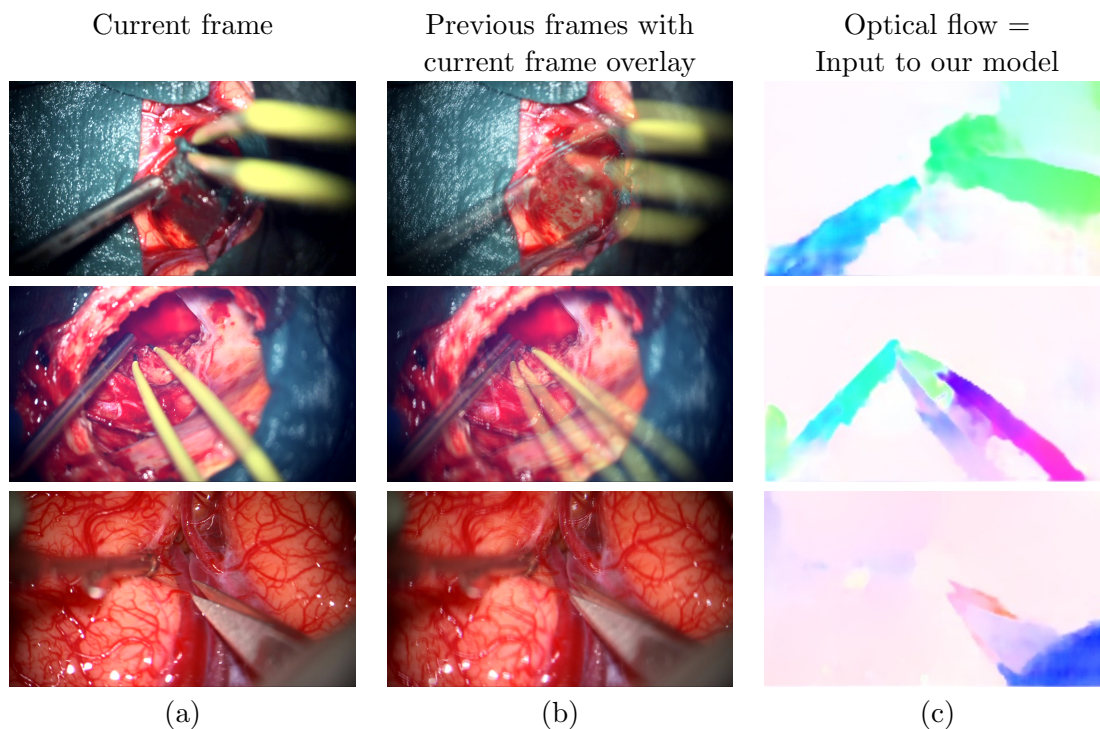 Current frame
Previous frames with
current frame overlay
Optical flow =
Input to our model
(a)
(b)
(c)